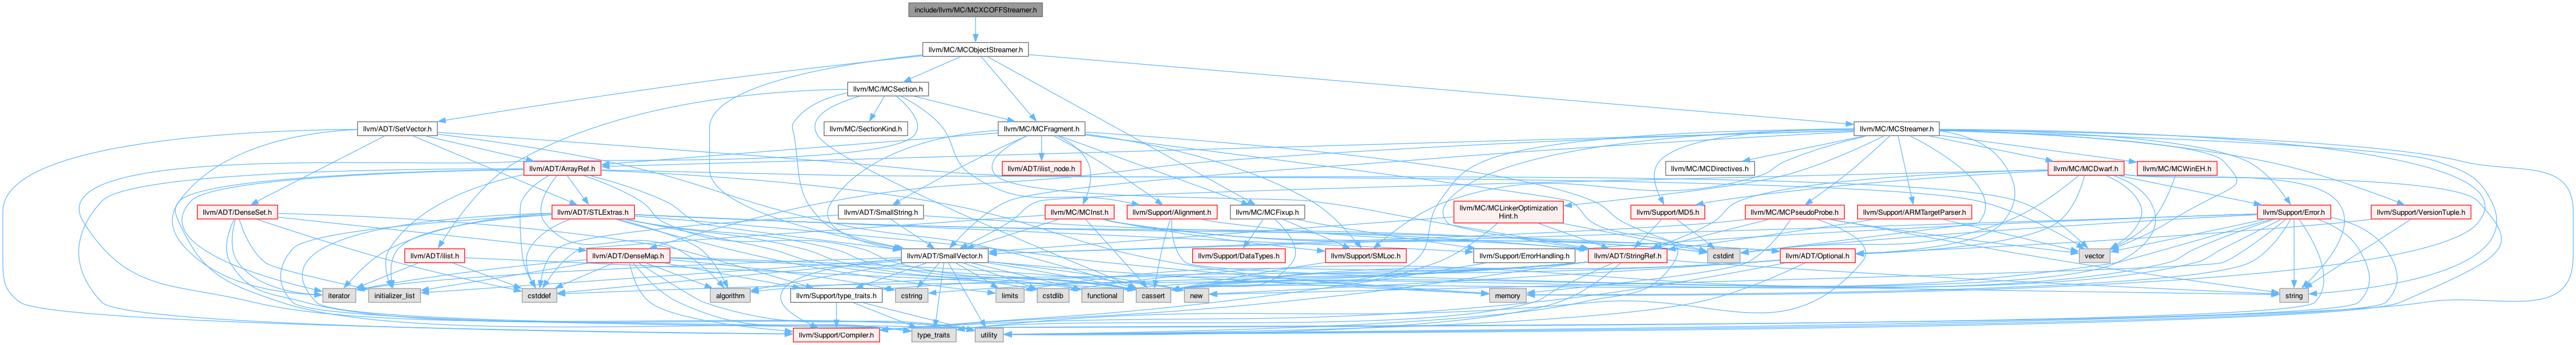 include/llvm/MC/MCXCOFFStreamer.h
llvm/MC/MCObjectStreamer.h
llvm/MC/MCSection.h
llvm/ADT/SetVector.h
llvm/MC/SectionKind.h
llvm/MC/MCFragment.h
llvm/MC/MCStreamer.h
llvm/ADT/ArrayRef.h
llvm/ADT/ilist_node.h
llvm/MC/MCDirectives.h
llvm/MC/MCDwarf.h
llvm/MC/MCWinEH.h
llvm/ADT/DenseSet.h
llvm/ADT/STLExtras.h
llvm/ADT/SmallString.h
llvm/MC/MCInst.h
llvm/Support/Alignment.h
llvm/MC/MCFixup.h
llvm/MC/MCLinkerOptimization
Hint.h
llvm/Support/MD5.h
llvm/MC/MCPseudoProbe.h
llvm/Support/ARMTargetParser.h
llvm/Support/Error.h
llvm/Support/VersionTuple.h
llvm/ADT/ilist.h
llvm/ADT/DenseMap.h
llvm/ADT/SmallVector.h
llvm/Support/DataTypes.h
llvm/Support/SMLoc.h
llvm/Support/ErrorHandling.h
llvm/ADT/StringRef.h
cstdint
llvm/ADT/Optional.h
vector
iterator
initializer_list
cstddef
algorithm
llvm/Support/type_traits.h
cstring
limits
cstdlib
functional
cassert
new
memory
string
llvm/Support/Compiler.h
type_traits
utility